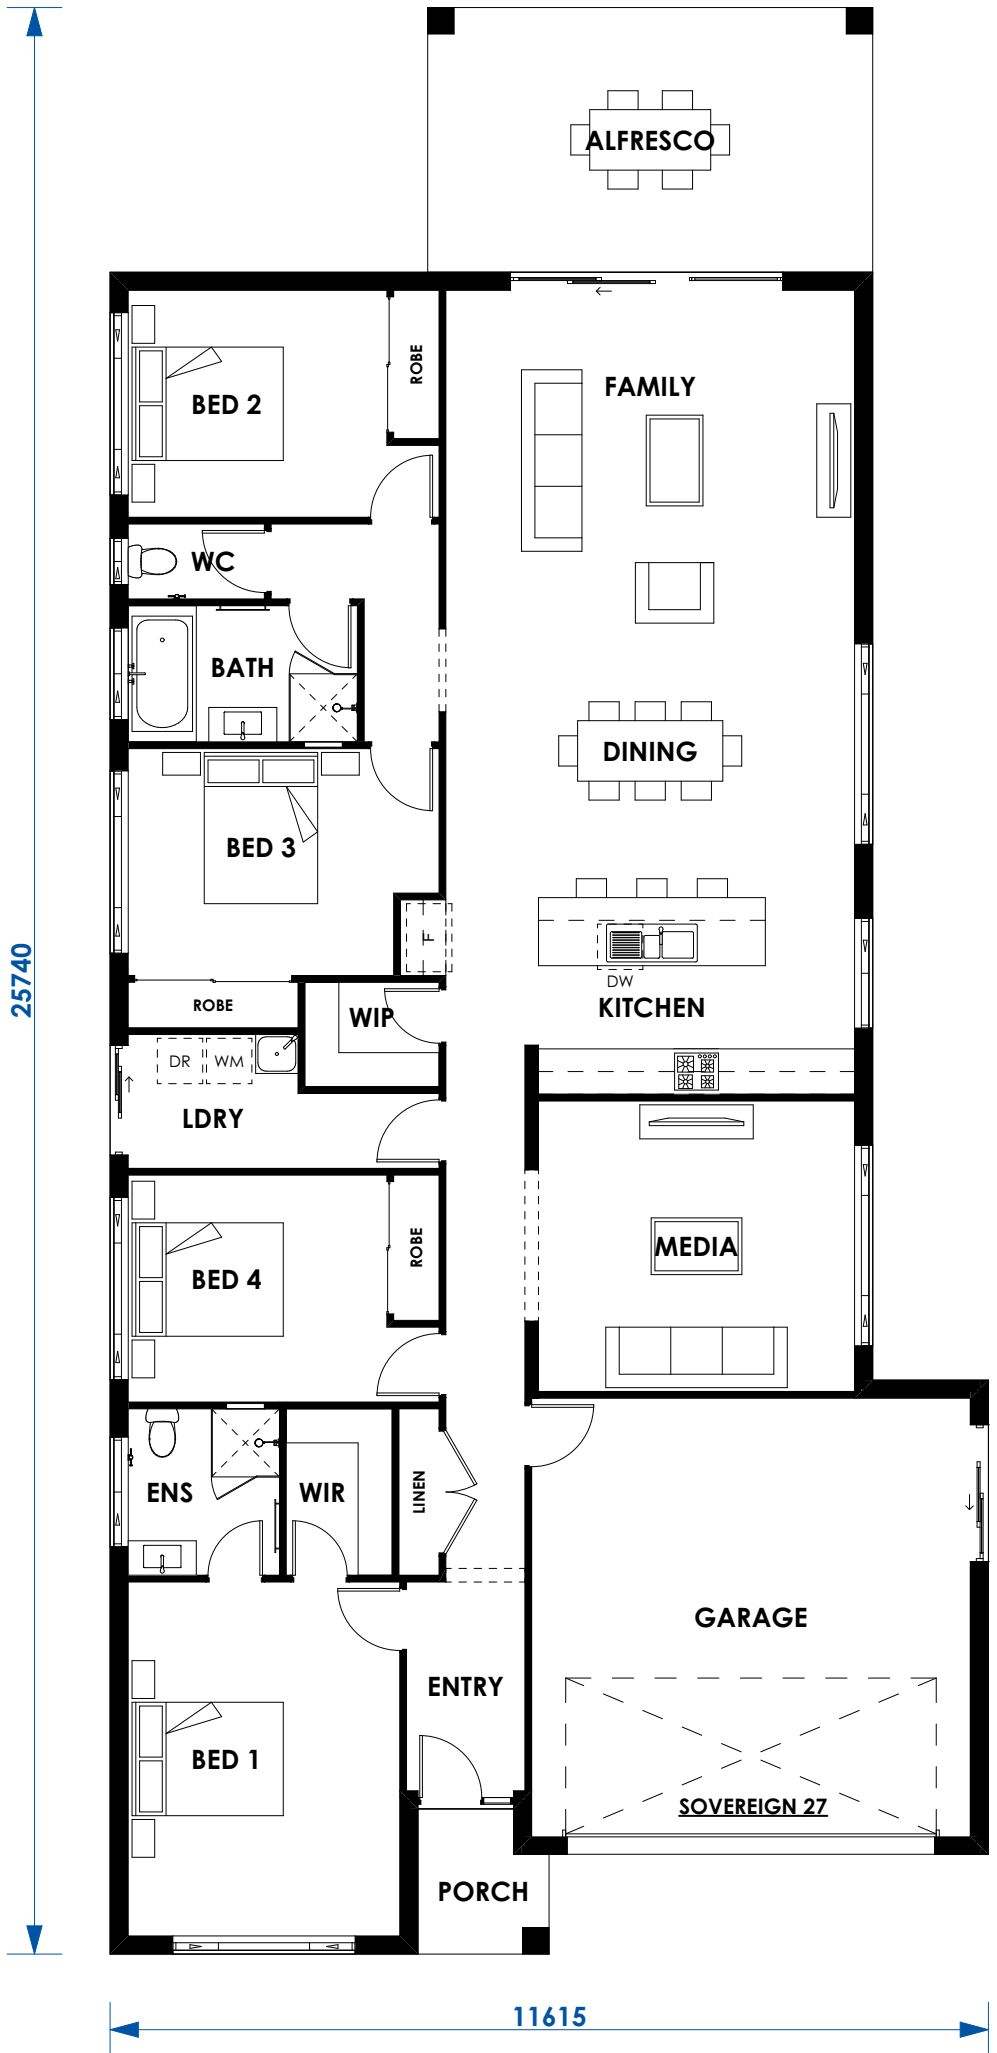 ALFRESCO
ROBE
FAMILY
BED 2
WC
BATH
DINING
BED 3
F
25740
DW
ROBE
WIP
KITCHEN
DR
WM
LDRY
ROBE
MEDIA
BED 4
ENS
WIR
LINEN
GARAGE
ENTRY
BED 1
SOVEREIGN 27
PORCH
11615